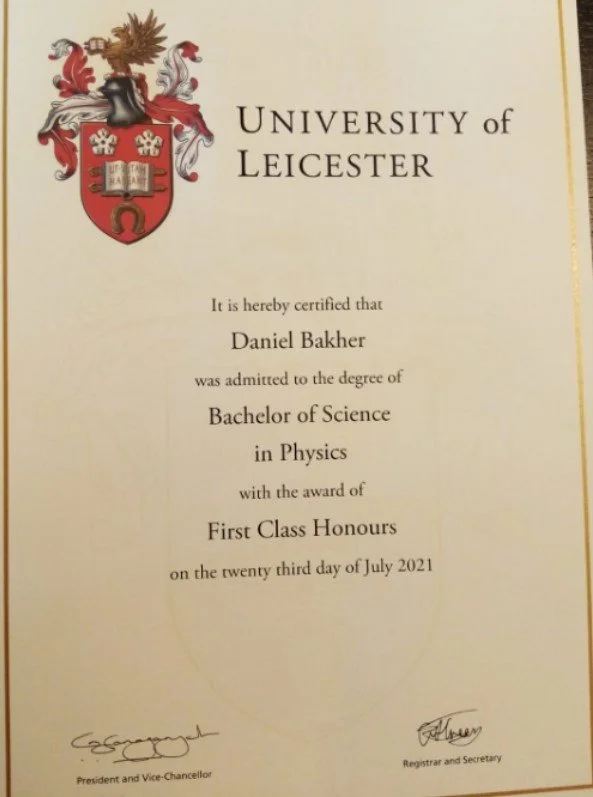 UNIVERSITY of
LEICESTER
It is hereby certified that
Daniel Bakher
was admitted to the degree of
Bachelor of Science
in Physics
with the award of
First Class Honours
on the twenty third day of July 2021
President and Vice-Chancellor
Registrar and Secretary